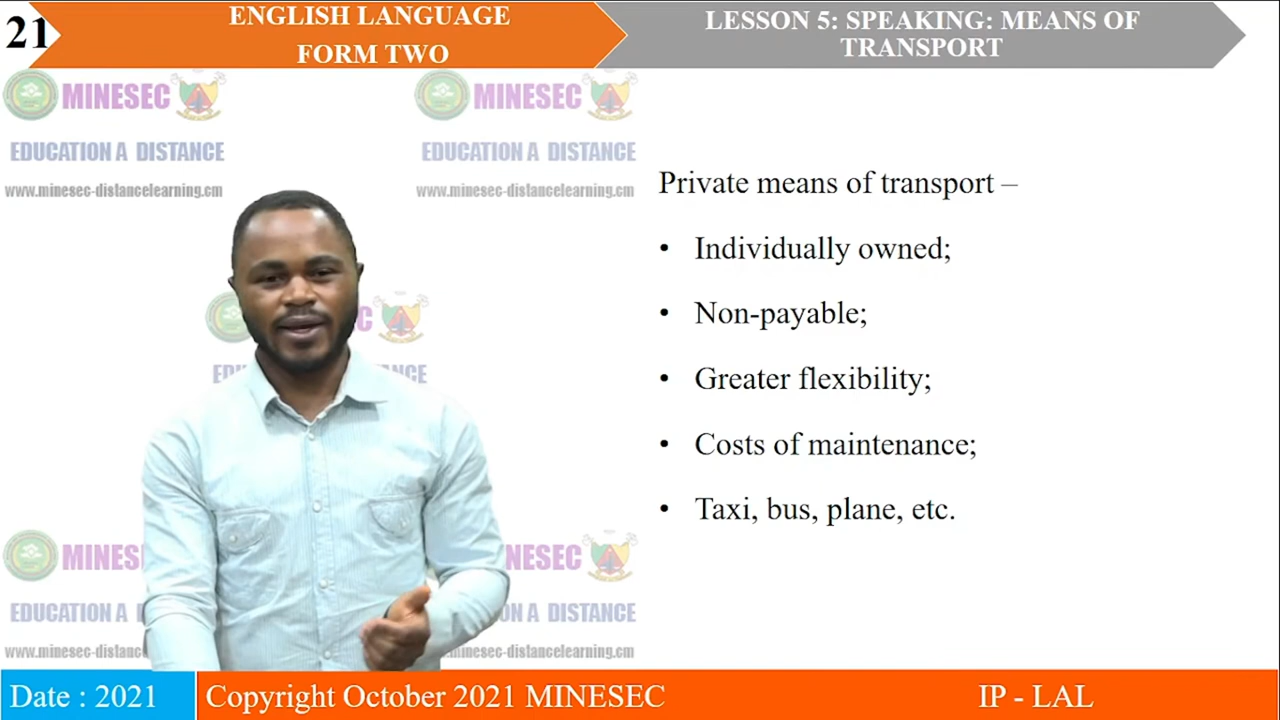 21
ENGLISH LANGUAGE
FORM TWO
LESSON 5: SPEAKING: MEANS OF
TRANSPORT
MINESEC
MINESEC
EDUCATION A DISTANCE
EDUCATION A DISTANCE
www.minesec-distancelearning.cm
www.minesec-distancelearning.cm
Private means of transport –
• Individually owned;
• Non-payable;
• Greater flexibility;
• Costs of maintenance;
• Taxi, bus, plane, etc.
Date : 2021
Copyright October 2021 MINESEC
IP - LAL